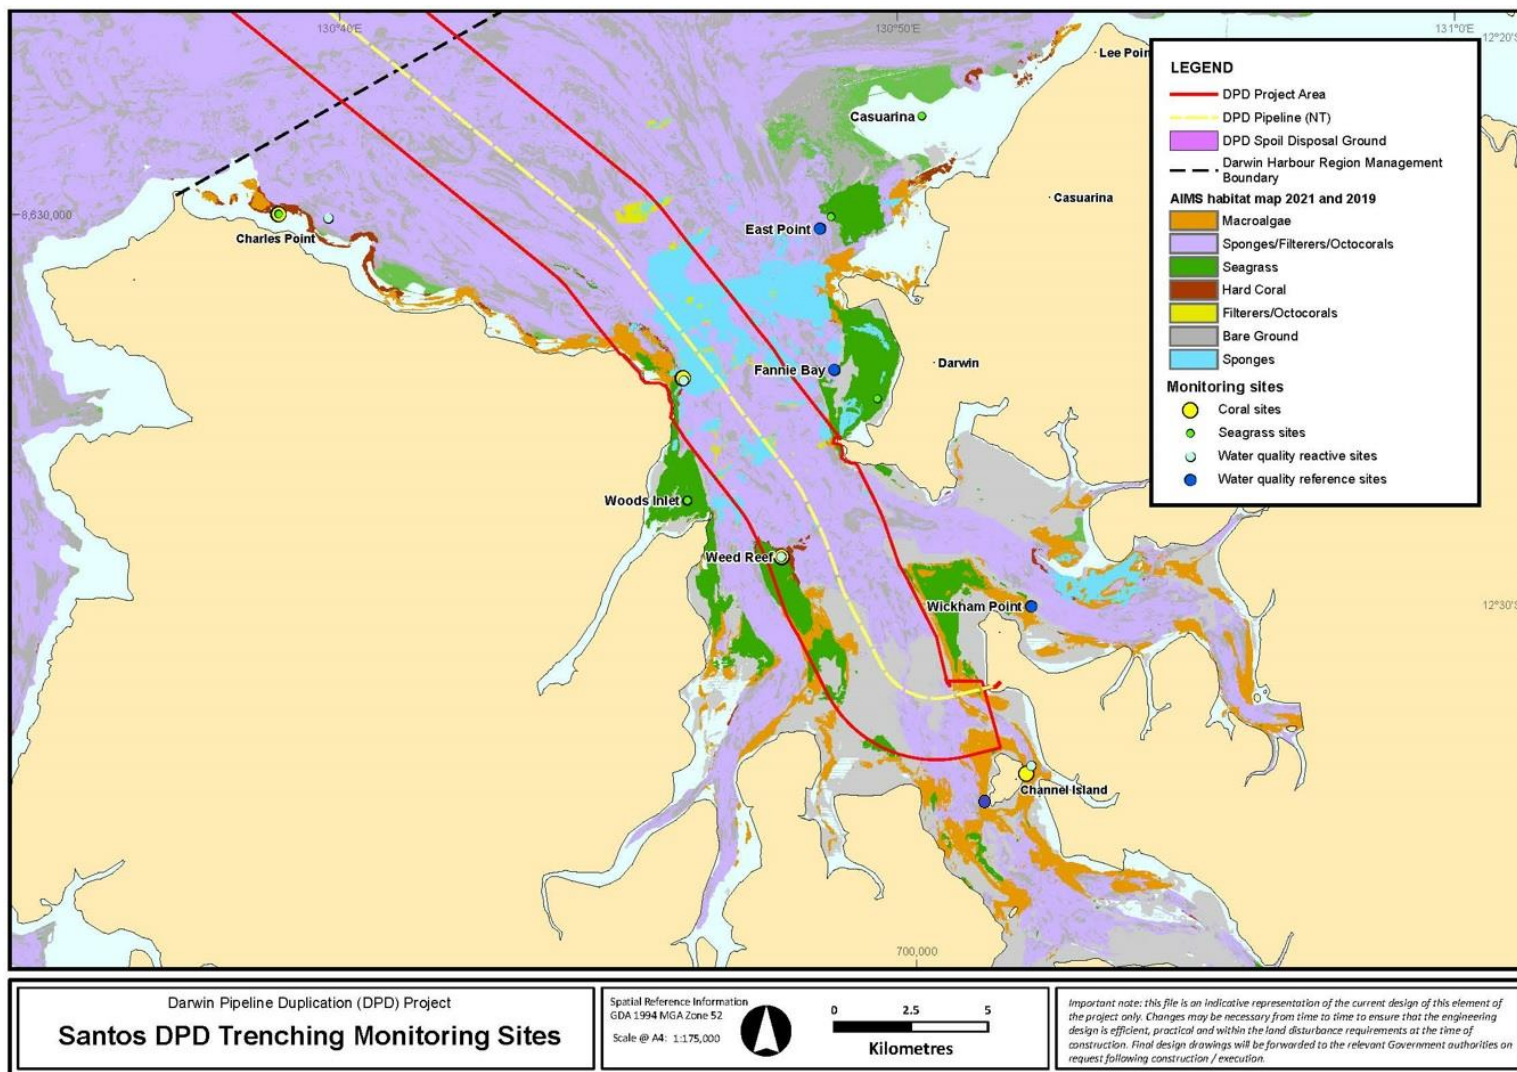 130°40'E
130°50'E
131°0'E
12°20'S
Lee Poin
Casuarina
Casuarina
8,630,000
Charles Point
East Point
Fannie Bay
Darwin
Woods Inlet
Weed Reef
Wickham Point
12°30'S
Channel Island
700,000
LEGEND
DPD Project Area
DPD Pipeline (NT)
DPD Spoil Disposal Ground
Darwin Harbour Region Management
Boundary
AIMS habitat map 2021 and 2019
Macroalgae
Sponges/Filterers/Octocorals
Seagrass
Hard Coral
Filterers/Octocorals
Bare Ground
Sponges
Monitoring sites
Coral sites
Seagrass sites
Water quality reactive sites
Water quality reference sites
Darwin Pipeline Duplication (DPD) Project
Santos DPD Trenching Monitoring Sites
Spatial Reference Information
GDA 1994 MGA Zone 52
Scale @ A4: 1:175,000
0 2.5 5
Kilometres
Important note: this file is an indicative representation of the current design of this element of
the project only. Changes may be necessary from time to time to ensure that the engineering
design is efficient, practical and within the land disturbance requirements at the time of
construction. Final design drawings will be forwarded to the relevant Government authorities on
request following construction / execution.